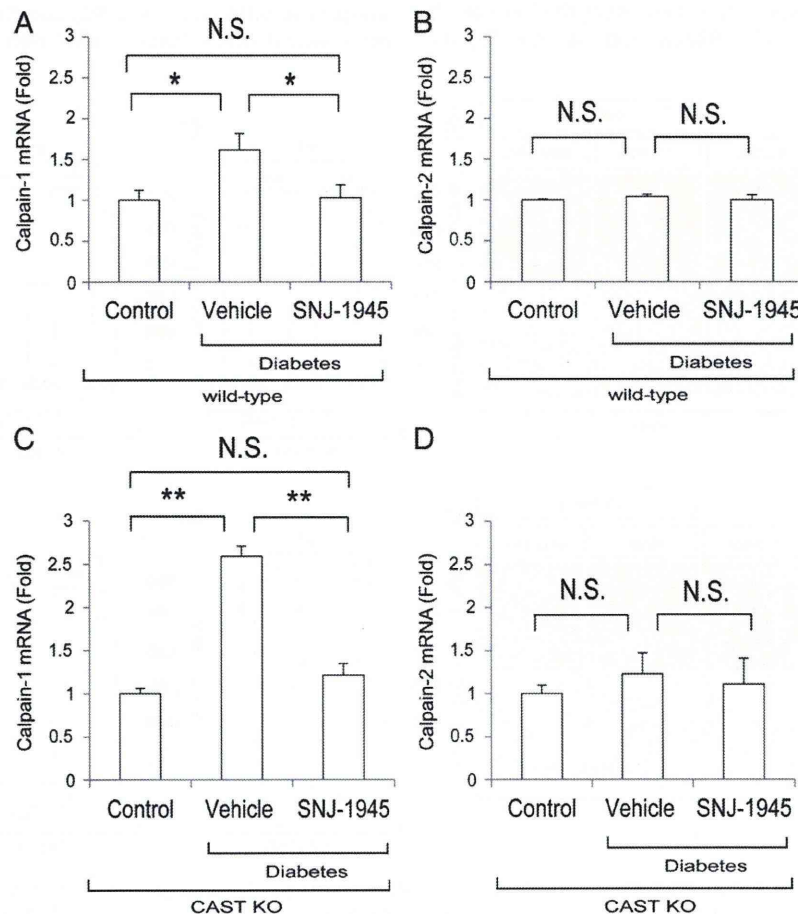 A
N.S.
*
*
Calpain-1 mRNA (Fold)
3
2.5
2
1.5
1
0.5
0
Control
Vehicle
SNJ-1945
Diabetes
wild-type
B
N.S.
N.S.
Calpain-2 mRNA (Fold)
3
2.5
2
1.5
1
0.5
0
Control
Vehicle
SNJ-1945
Diabetes
wild-type
C
N.S.
**
**
Calpain-1 mRNA (Fold)
3
2.5
2
1.5
1
0.5
0
Control
Vehicle
SNJ-1945
Diabetes
CAST KO
D
N.S.
N.S.
Calpain-2 mRNA (Fold)
3
2.5
2
1.5
1
0.5
0
Control
Vehicle
SNJ-1945
Diabetes
CAST KO